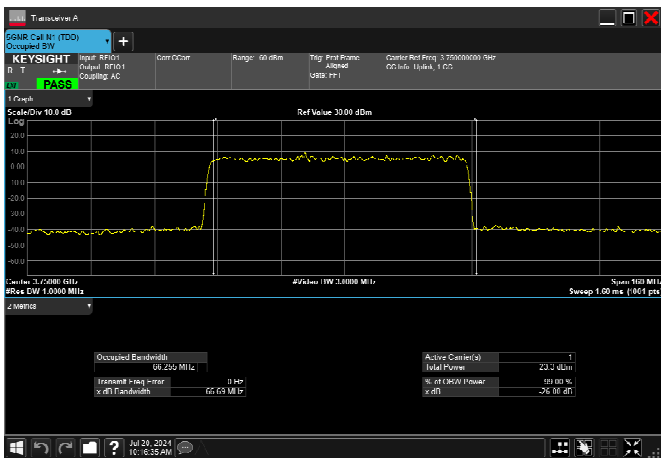 Transceiver A
5GNR Cell N1 (TDD)
Occupied BW
KEYSIGHT
R T
PASS
Input: RFIO1
Output: RFIO1
Coupling: AC
Corr CCorr
Range: 60 dBm
Trig: Prdt Frame
Aligned
Gate: FFT
Carrier Ref Freq 3.750000000 GHz
CC Info: Uplink, 1 CC
1 Graph
Scale/Div 10.0 dB
Ref Value 30.00 dBm
Log
20.0
10.0
0.00
-10.0
-20.0
-30.0
-40.0
-50.0
-60.0
Center 3.75000 GHz
#Video BW 3.0000 MHz
Span 160 MHz
#Res BW 1.0000 MHz
Sweep 1.60 ms (1001 pts)
2 Metrics
Occupied Bandwidth
66.255 MHz
Transmit Freq Error 0 Hz
x dB Bandwidth 66.69 MHz
Active Carrier(s) 1
Total Power 23.3 dBm
% of OBW Power 99.00 %
x dB -26.00 dB
Jul 20, 2024
10:16:35 AM